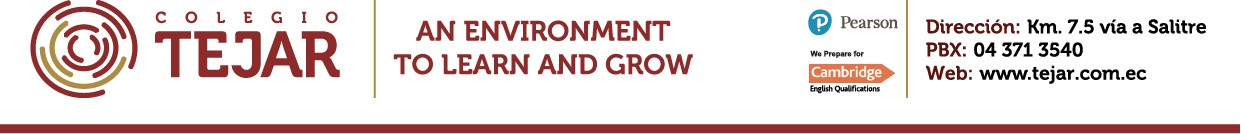 COLEGIO
TEJAR
AN ENVIRONMENT
TO LEARN AND GROW
Pearson
We Prepare for
Cambridge
English Qualifications
Dirección: Km. 7.5 vía a Salitre
PBX: 04 371 3540
Web: www.tejar.com.ec